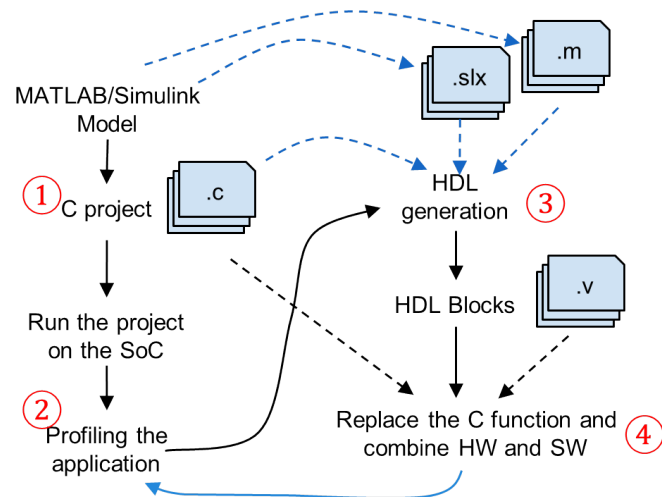 .m
.slx
MATLAB/Simulink
Model
1
C project
.c
HDL
generation
3
Run the project
on the SoC
HDL Blocks
.v
2
Profiling the
application
Replace the C function and
combine HW and SW
4